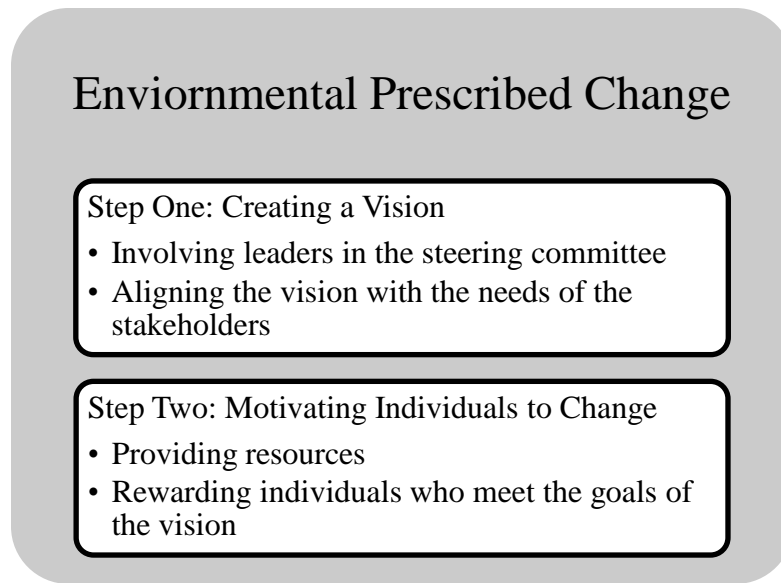 Enviornmental Prescribed Change
Step One: Creating a Vision
• Involving leaders in the steering committee
• Aligning the vision with the needs of the
stakeholders
Step Two: Motivating Individuals to Change
• Providing resources
• Rewarding individuals who meet the goals of
the vision